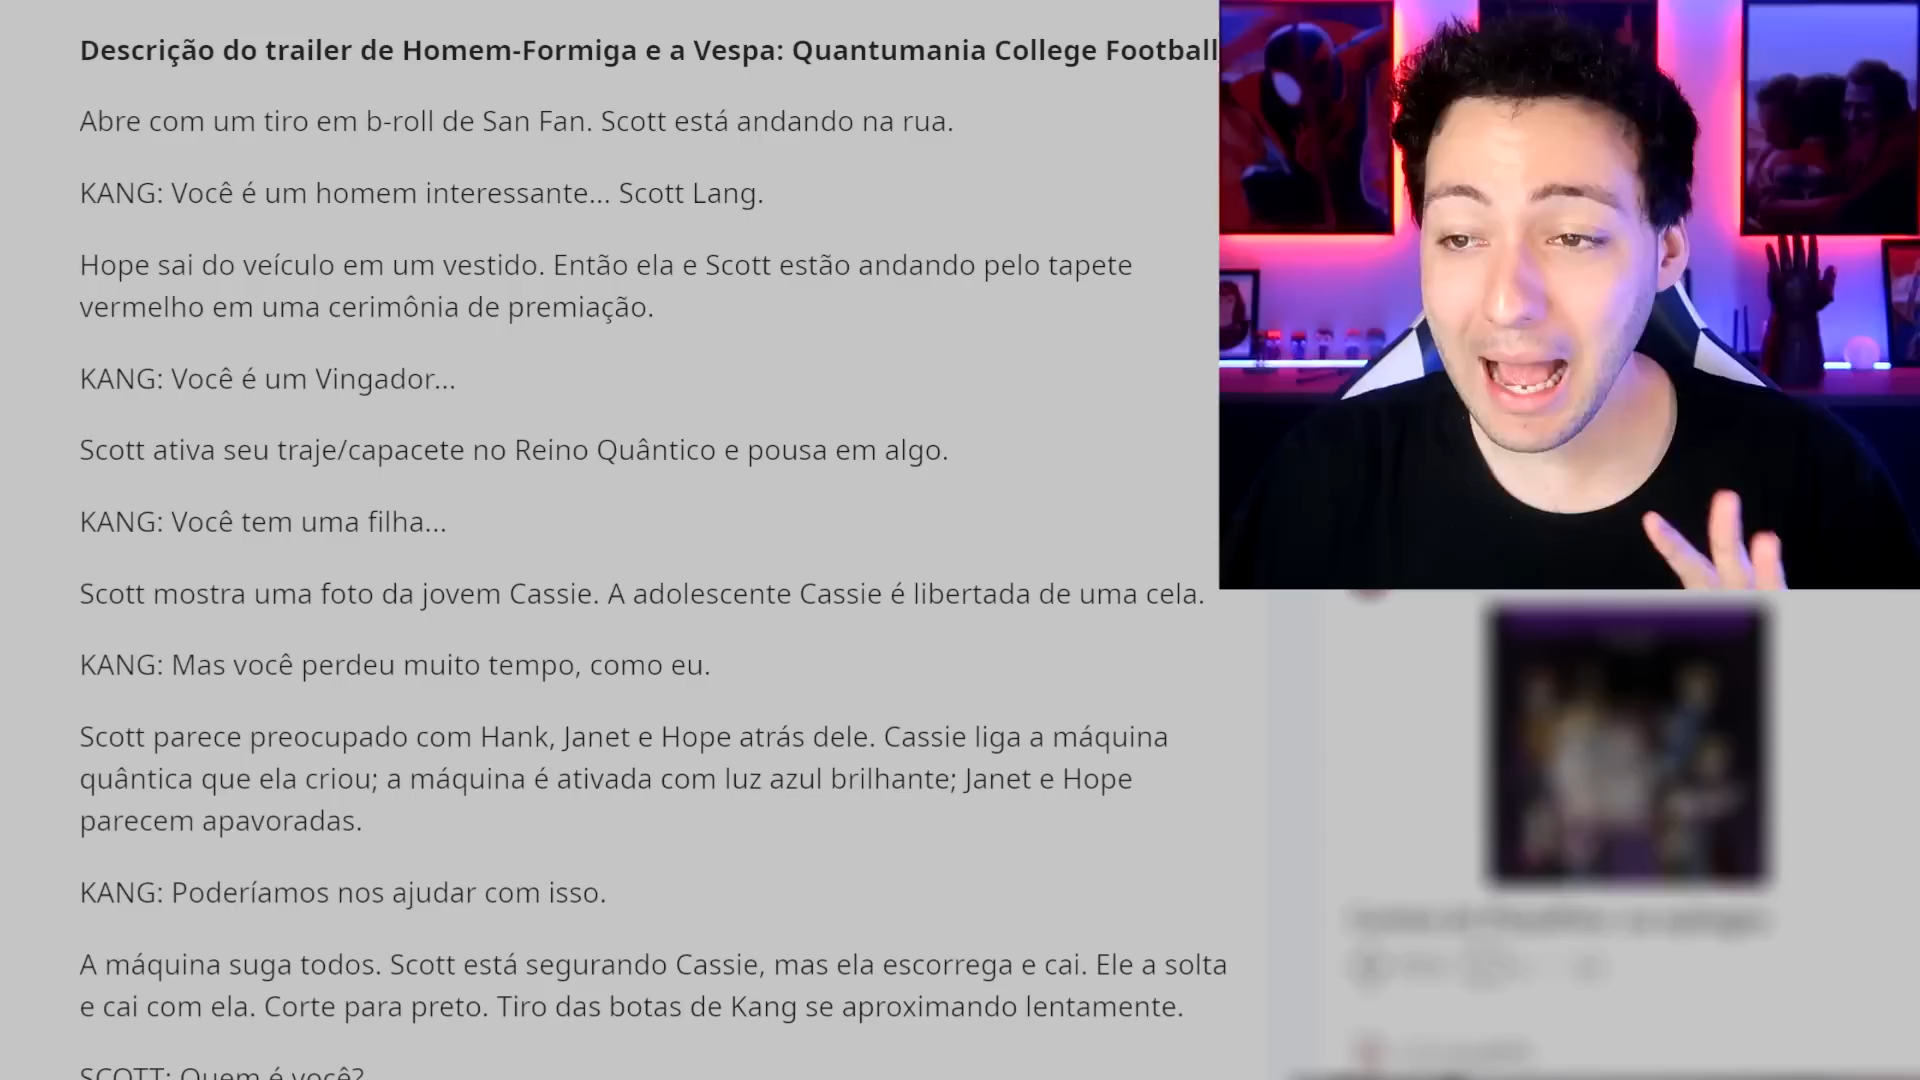 Descrição do trailer de Homem-Formiga e a Vespa: Quantumania College Football
Abre com um tiro em b-roll de San Fan. Scott está andando na rua.
KANG: Você é um homem interessante... Scott Lang.
Hope sai do veículo em um vestido. Então ela e Scott estão andando pelo tapete
vermelho em uma cerimônia de premiação.
KANG: Você é um Vingador...
Scott ativa seu traje/capacete no Reino Quântico e pousa em algo.
KANG: Você tem uma filha...
Scott mostra uma foto da jovem Cassie. A adolescente Cassie é libertada de uma cela.
KANG: Mas você perdeu muito tempo, como eu.
Scott parece preocupado com Hank, Janet e Hope atrás dele. Cassie liga a máquina
quântica que ela criou; a máquina é ativada com luz azul brilhante; Janet e Hope
parecem apavoradas.
KANG: Poderíamos nos ajudar com isso.
A máquina suga todos. Scott está segurando Cassie, mas ela escorrega e cai. Ele a solta
e cai com ela. Corte para preto. Tiro das botas de Kang se aproximando lentamente.
SCOTT: Quem é você?